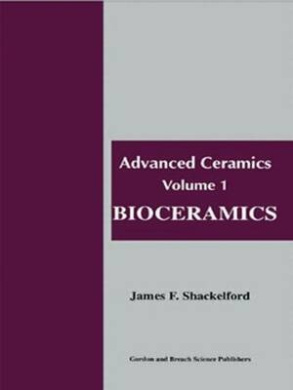 Advanced Ceramics
Volume 1
BIOCERAMICS
James F. Shackelford
Gordon and Breach Science Publishers